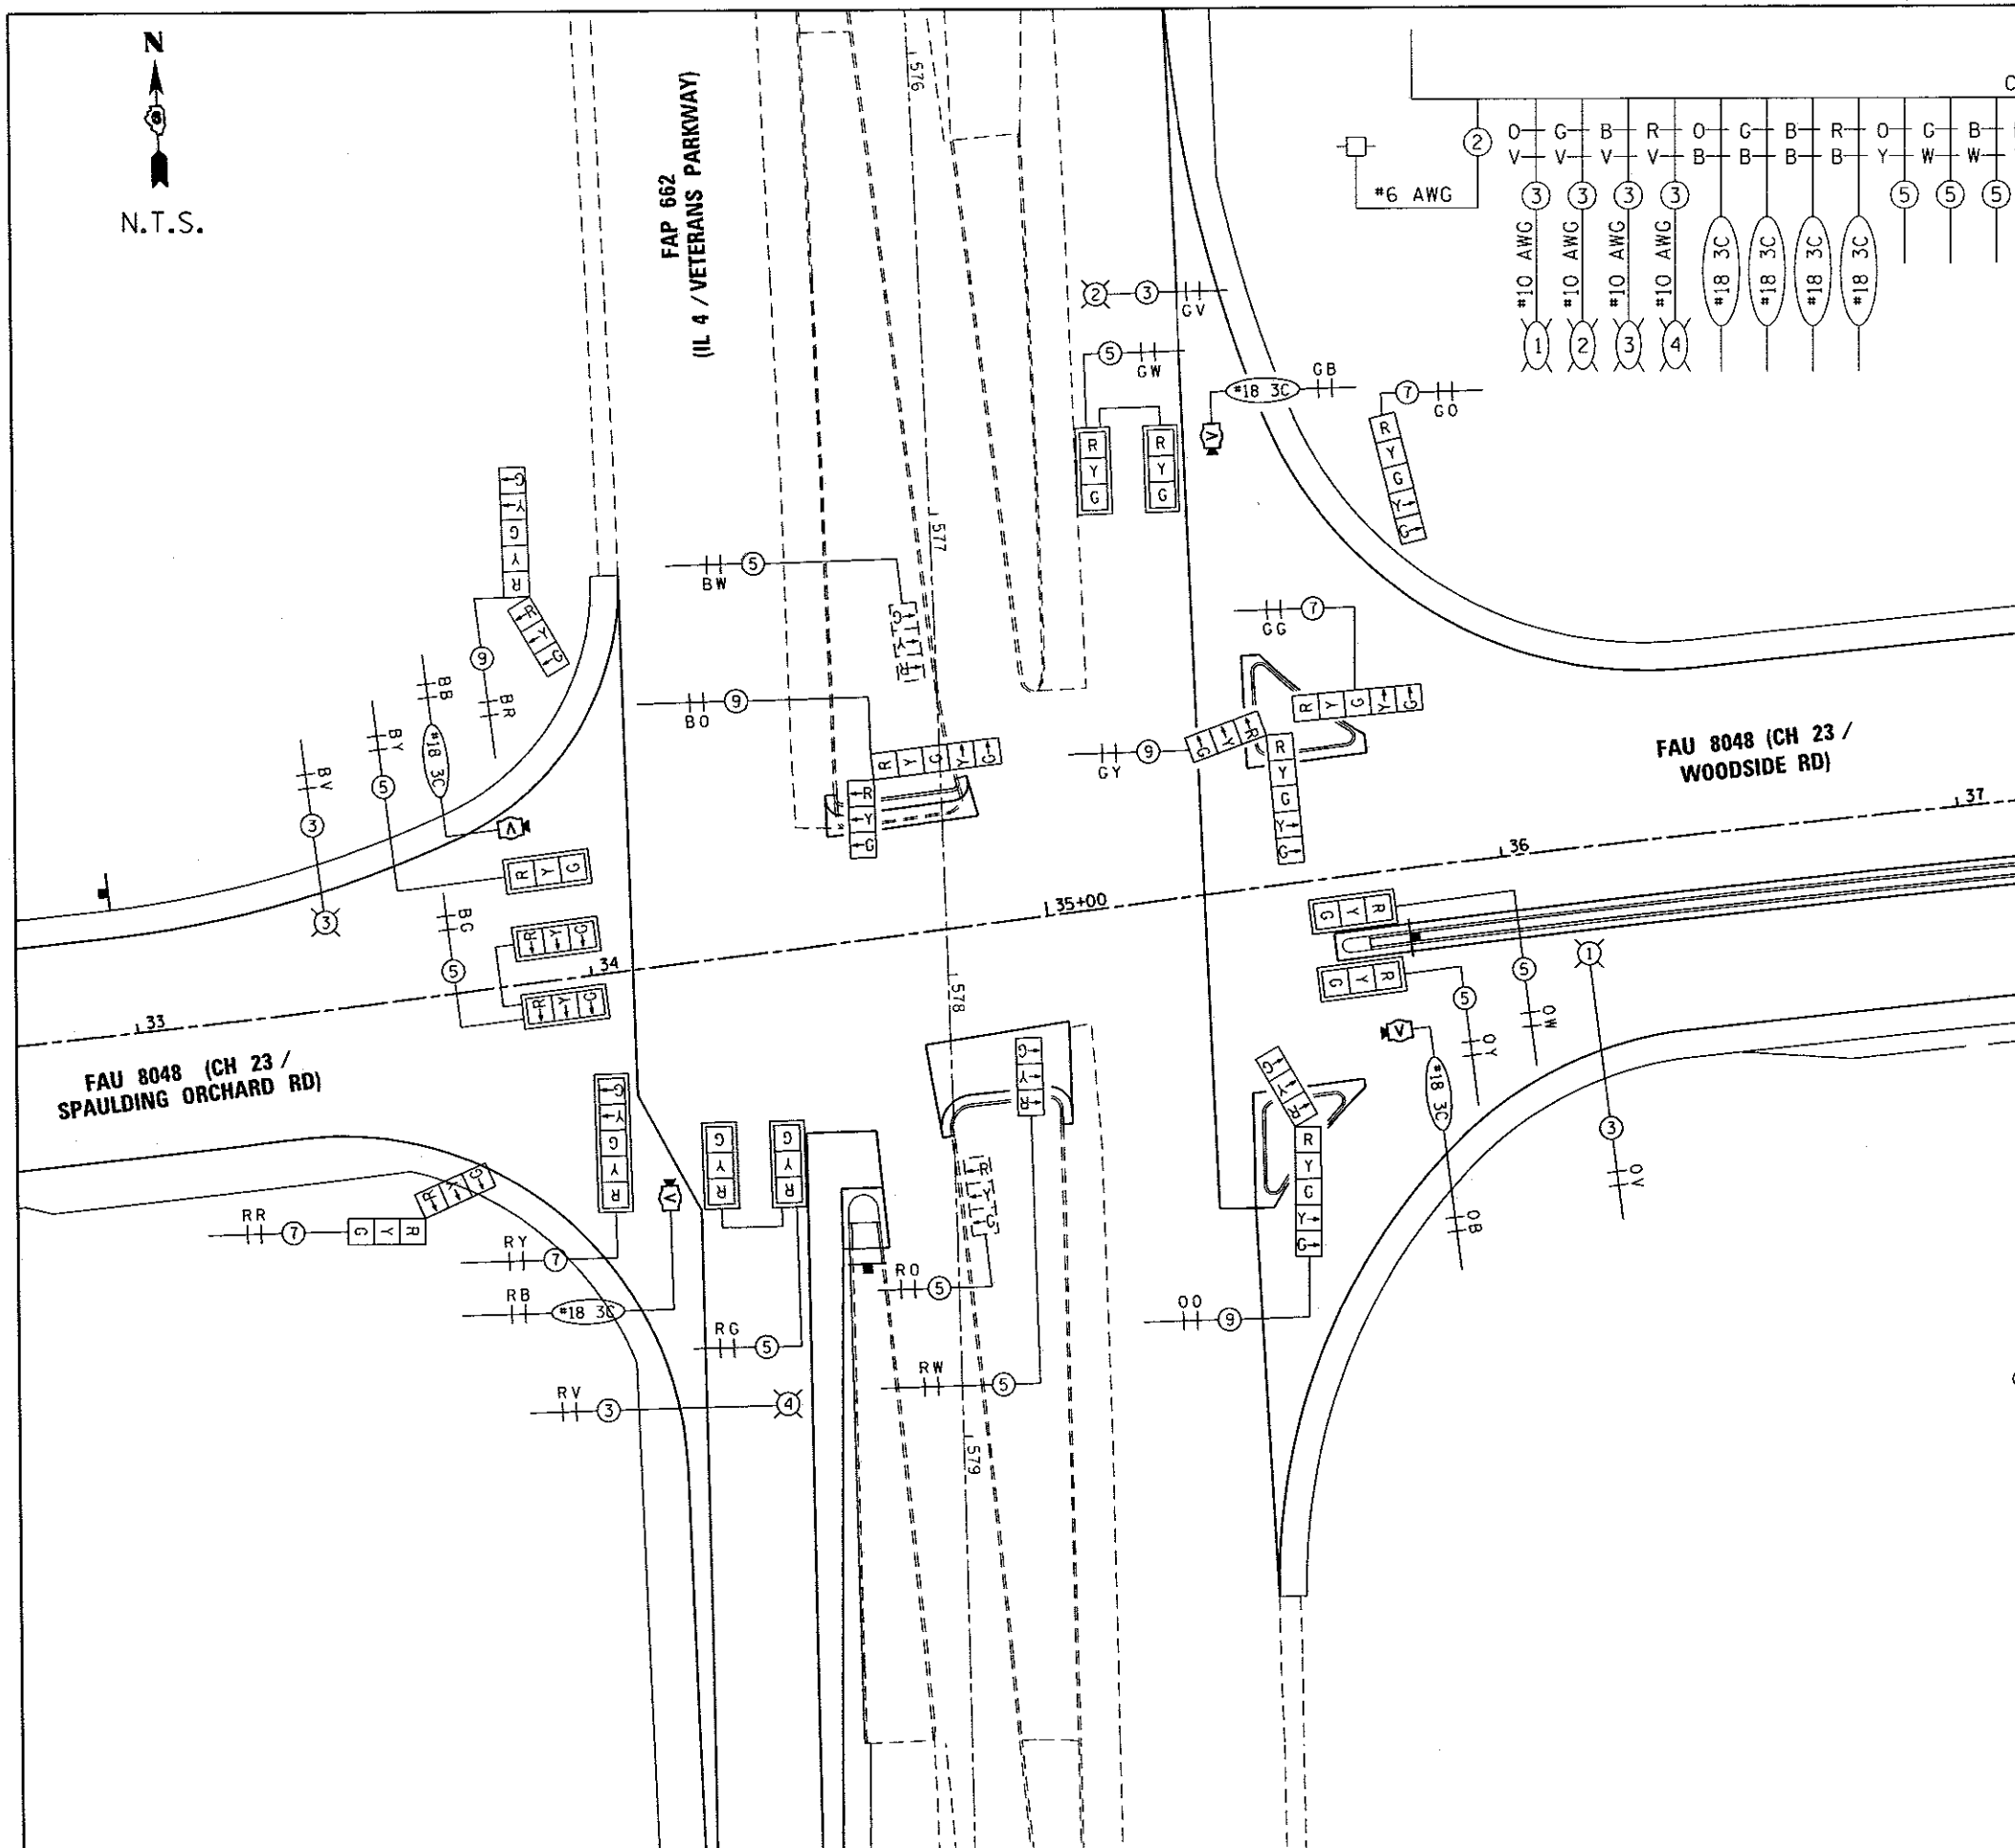 N
N.T.S.
FAP 662
(IL 4 / VETERANS PARKWAY)
576
C
2
#6 AWG
O G B R O G B R O G B
V V V V B B B B Y W W
3 3 3 3 5 5 5
#10 AWG #10 AWG #10 AWG #10 AWG #18 3C #18 3C #18 3C #18 3C
1 2 3 4
2 3 GV
5 GW
#18 3C GB
V
7 GO
R Y G Y G
R Y G
R Y G
577
G Y G Y R
R Y G
9
BR
BB
#18 3C
BY
5
BV
3
3
V
BW 5
G Y R
BO 9
R Y G Y G
R Y G
GG 7
R Y G Y G
GY 9
G Y R
R Y G Y G
FAU 8048 (CH 23 /
WOODSIDE RD)
37
36
35+00
34
33
R Y G
BG
5
R Y G
R Y G
FAU 8048 (CH 23 /
SPAULDING ORCHARD RD)
G Y R
G Y R
5
OW
5
OY
1
3
OV
V
#18 3C
OB
578
G Y R
G Y R
R Y G Y G
OO 9
G Y G Y R
G Y R
G Y R
V
R Y G
G Y R
RR 7
RY 7
RB #18 3C
RG 5
RV 3 4
R Y G
RO 5
RW 5
579